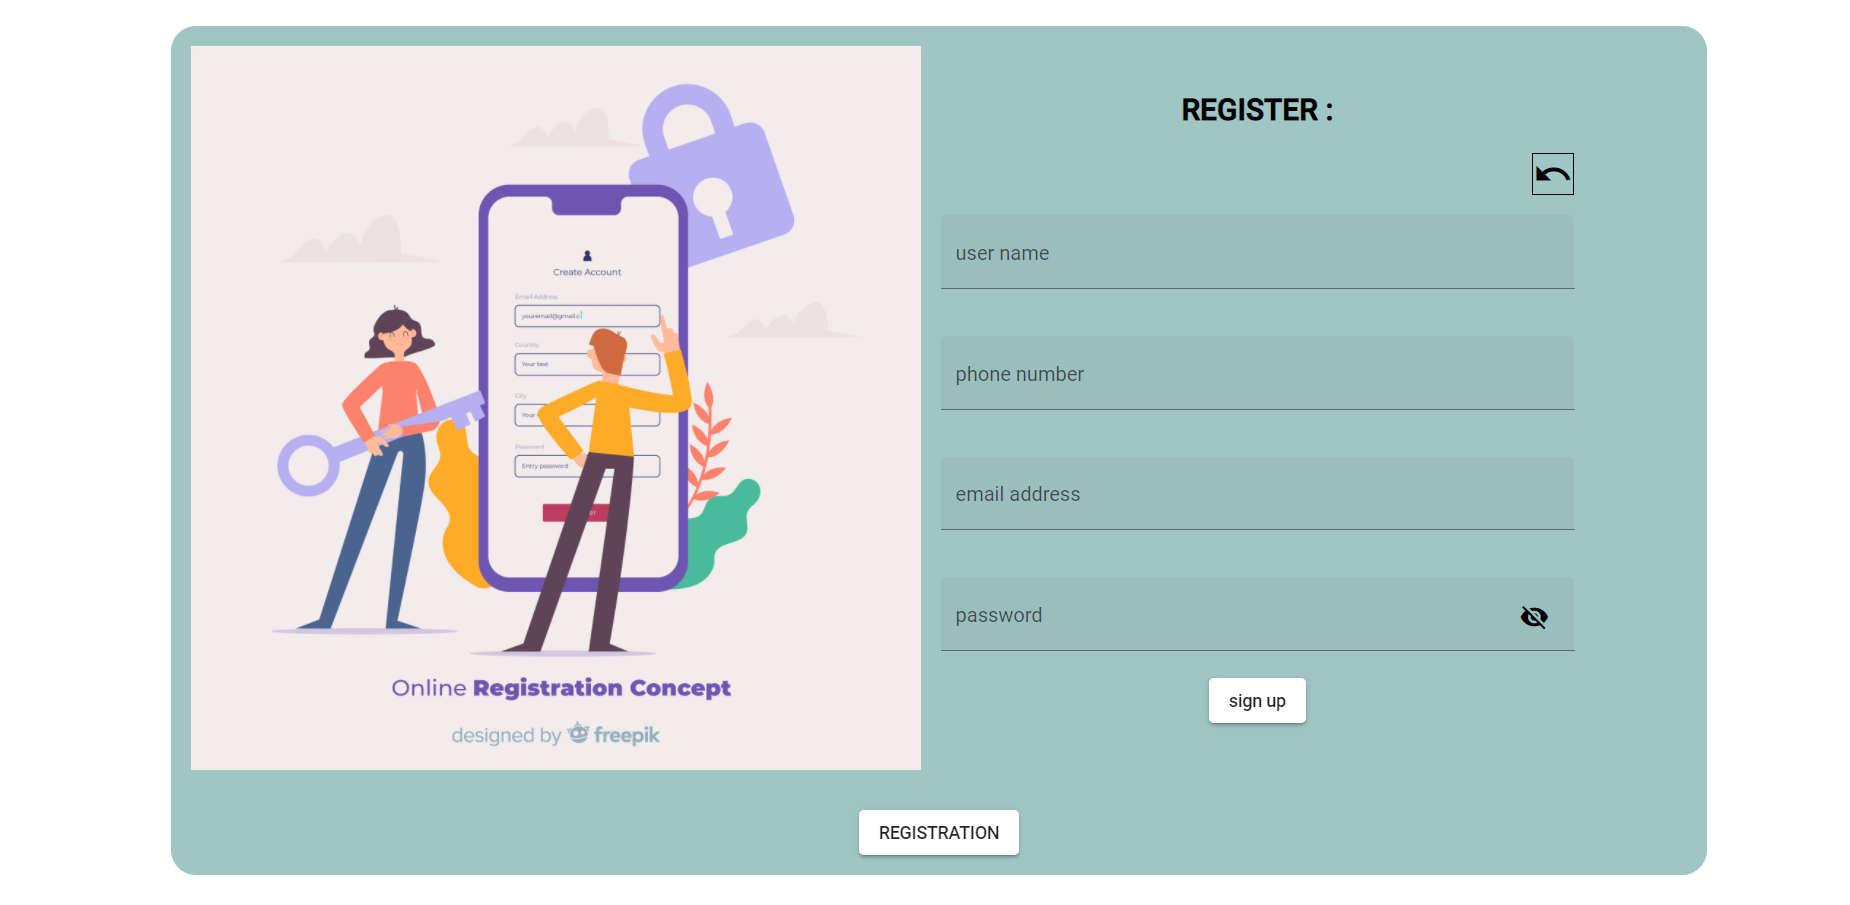 REGISTER :
user name
phone number
email address
password
sign up
Create Account
Email Address
youremail@gmail.c
Country
Your text
City
Your
Password
Entry password
Online Registration Concept
designed by freepik
REGISTRATION